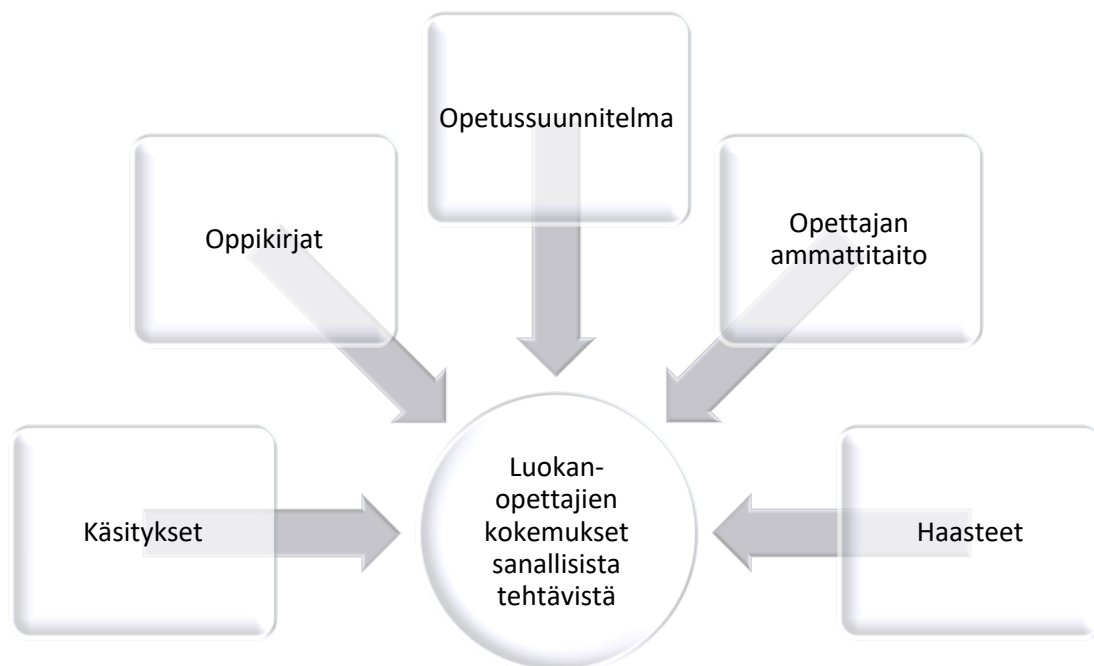 Opetussuunnitelma
Oppikirjat
Opettajan
ammattitaito
Käsitykset
Luokan-
opettajien
kokemukset
sanallisista
tehtävistä
Haasteet